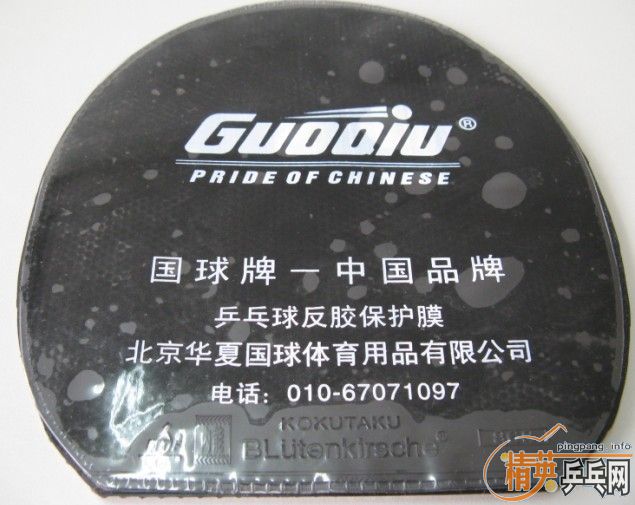 GUOQIU®
PRIDE OF CHINESE
国球牌—中国品牌
乒乓球反胶保护膜
北京华夏国球体育用品有限公司
电话：010-67071097
KOKUTAKU
BLütenkirsche®
pingpang.info
精英乒乓网